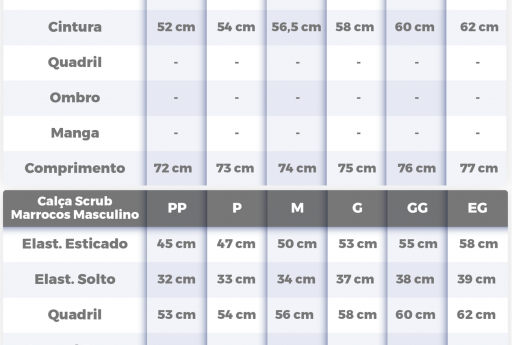 Cintura 52 cm 54 cm 56,5 cm 58 cm 60 cm 62 cm
Quadril - - - - - -
Ombro - - - - - -
Manga - - - - - -
Comprimento 72 cm 73 cm 74 cm 75 cm 76 cm 77 cm
Calça Scrub
Marrocos Masculino PP P M G GG EG
Elast. Esticado 45 cm 47 cm 50 cm 53 cm 55 cm 58 cm
Elast. Solto 32 cm 33 cm 34 cm 37 cm 38 cm 39 cm
Quadril 53 cm 54 cm 56 cm 58 cm 60 cm 62 cm